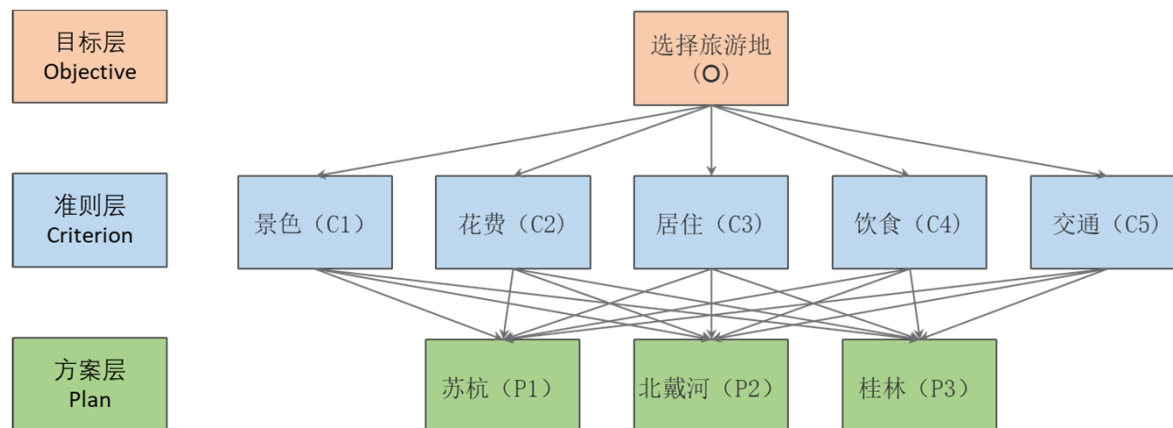 目标层
Objective
选择旅游地
（O）
准则层
Criterion
景色（C1）
花费（C2）
居住（C3）
饮食（C4）
交通（C5）
方案层
Plan
苏杭（P1）
北戴河（P2）
桂林（P3）